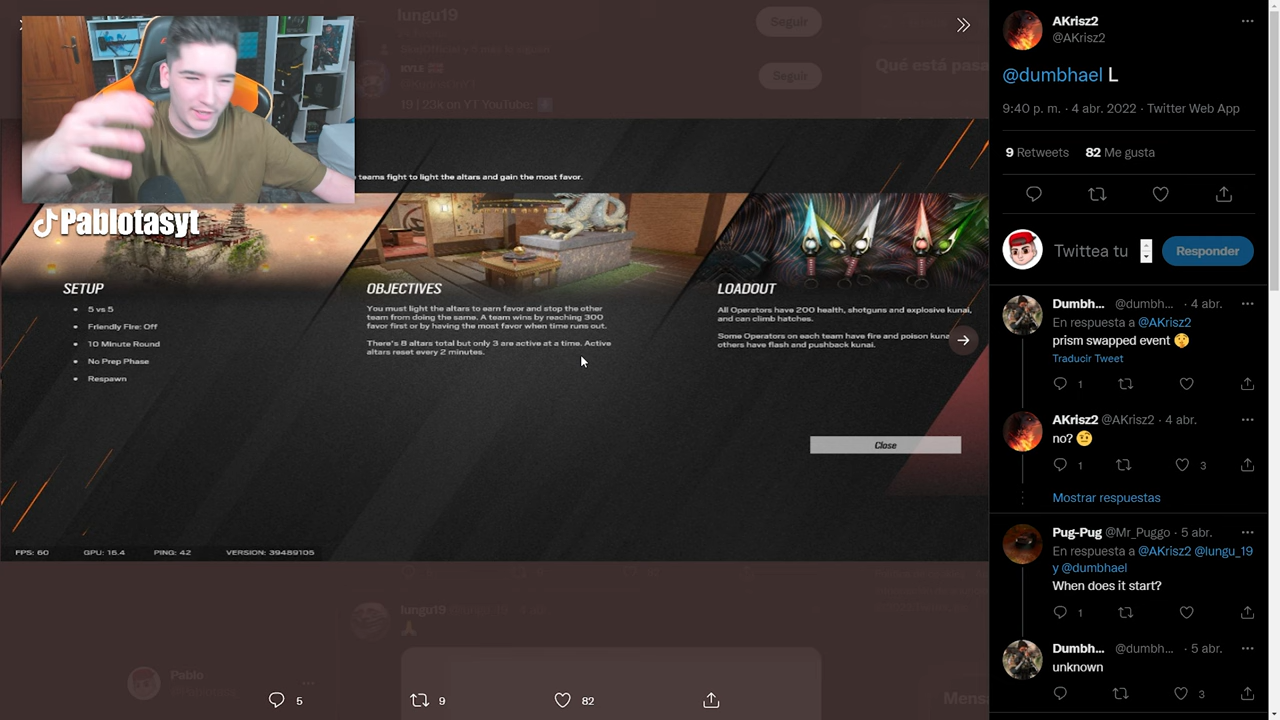 lungu19
Seguir
KYLE
Seguir
19 | 23k on YT YouTube:
Qué está pasa
teams fight to light the altars and gain the most favor.
Pablotasyt
SETUP
5 vs 5
Friendly Fire: Off
10 Minute Round
No Prep Phase
Respawn
OBJECTIVES
You must light the altars to earn favor and stop the other
team from doing the same. A team wins by reaching 300
favor first or by having the most favor when time runs out.
There's 8 altars total but only 3 are active at a time. Active
altars reset every 2 minutes.
LOADOUT
All Operators have 200 health, shotguns and explosive kunai,
and can climb hatches.
Some Operators on each team have fire and poison kuna
others have flash and pushback kunai.
Close
FPS: 60
GPU: 15.4
PING: 42
VERSION: 39489105
lungu19
Pablo
Mensa
5
9
82
AKrisz2
@AKrisz2
@dumbhael L
9:40 p. m. · 4 abr. 2022 · Twitter Web App
9 Retweets 82 Me gusta
Twittea tu
Responder
Dumbh... @dumbh... · 4 abr.
En respuesta a @AKrisz2
prism swapped event 🤫
Traducir Tweet
1
AKrisz2 @AKrisz2 · 4 abr.
no? 🤨
1 3
Mostrar respuestas
Pug-Pug @Mr_Puggo · 5 abr.
En respuesta a @AKrisz2 @lungu_19
y @dumbhael
When does it start?
1
Dumbh... @dumbh... · 5 abr.
unknown
3